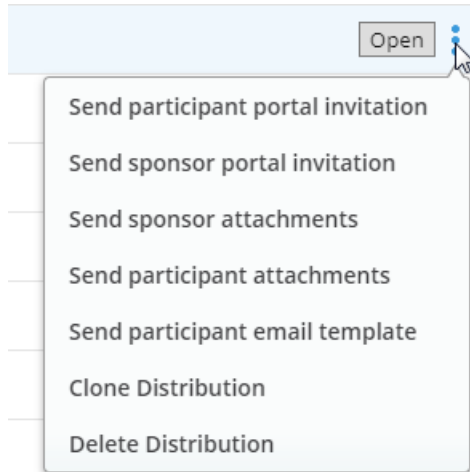 Open
Send participant portal invitation
Send sponsor portal invitation
Send sponsor attachments
Send participant attachments
Send participant email template
Clone Distribution
Delete Distribution